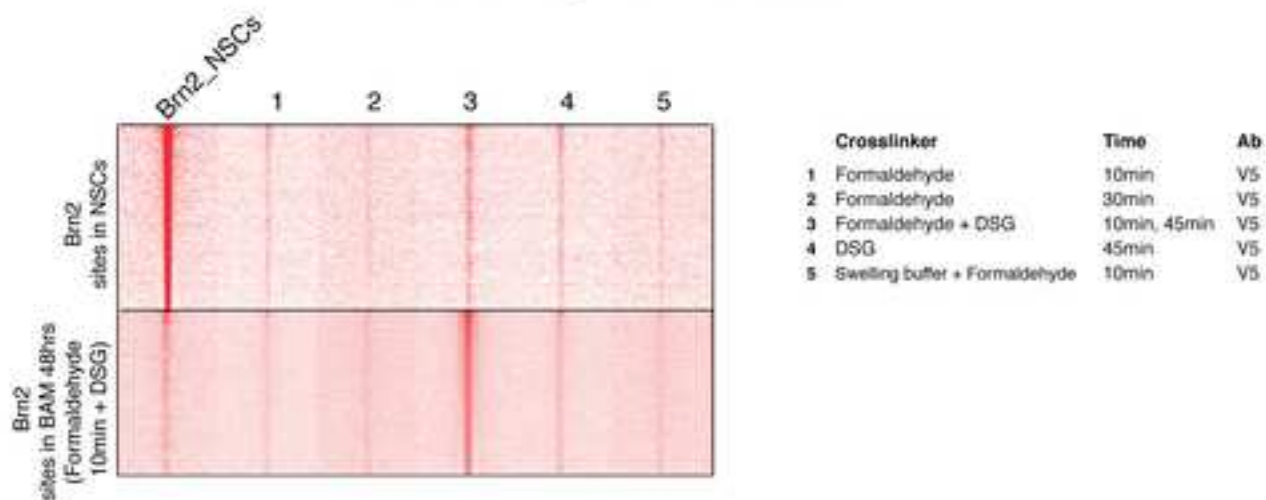 Brn2_NSCs
1 2 3 4 5
Brn2
sites in NSCs
Brn2
sites in BAM 48hrs
(Formaldehyde
10min + DSG)
Crosslinker Time Ab
1 Formaldehyde 10min V5
2 Formaldehyde 30min V5
3 Formaldehyde + DSG 10min, 45min V5
4 DSG 45min V5
5 Swelling buffer + Formaldehyde 10min V5